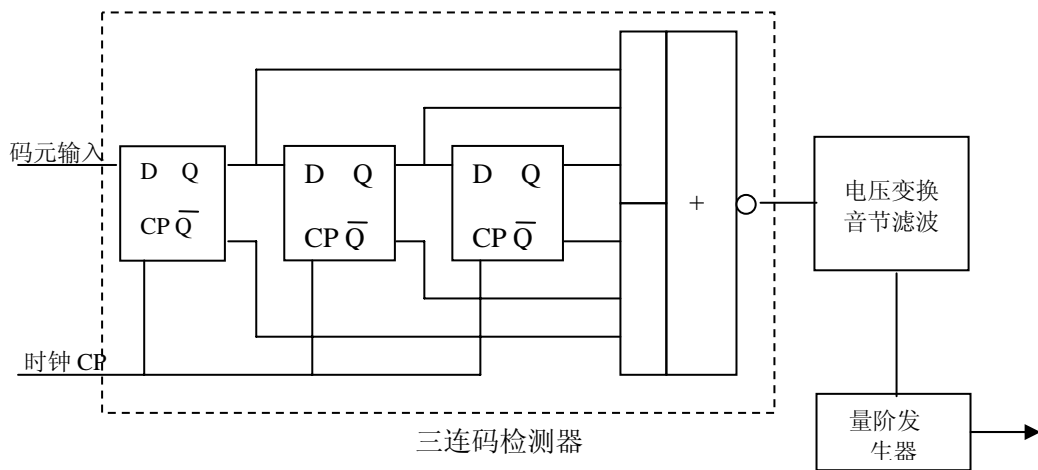 码元输入
D Q
CP Q̅
D Q
CP Q̅
D Q
CP Q̅
+
电压变换
音节滤波
时钟 CP
量阶发
生器
三连码检测器